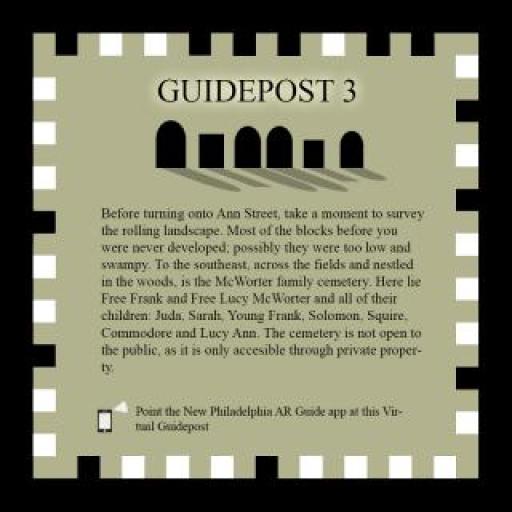 GUIDEPOST 3
Before turning onto Ann Street, take a moment to survey
the rolling landscape. Most of the blocks before you
were never developed; possibly they were too low and
swampy. To the southeast, across the fields and nestled
in the woods, is the McWorter family cemetery. Here lie
Free Frank and Free Lucy McWorter and all of their
children: Juda, Sarah, Young Frank, Solomon, Squire,
Commodore and Lucy Ann. The cemetery is not open to
the public, as it is only accesible through private proper-
ty.
Point the New Philadelphia AR Guide app at this Vir-
tual Guidepost